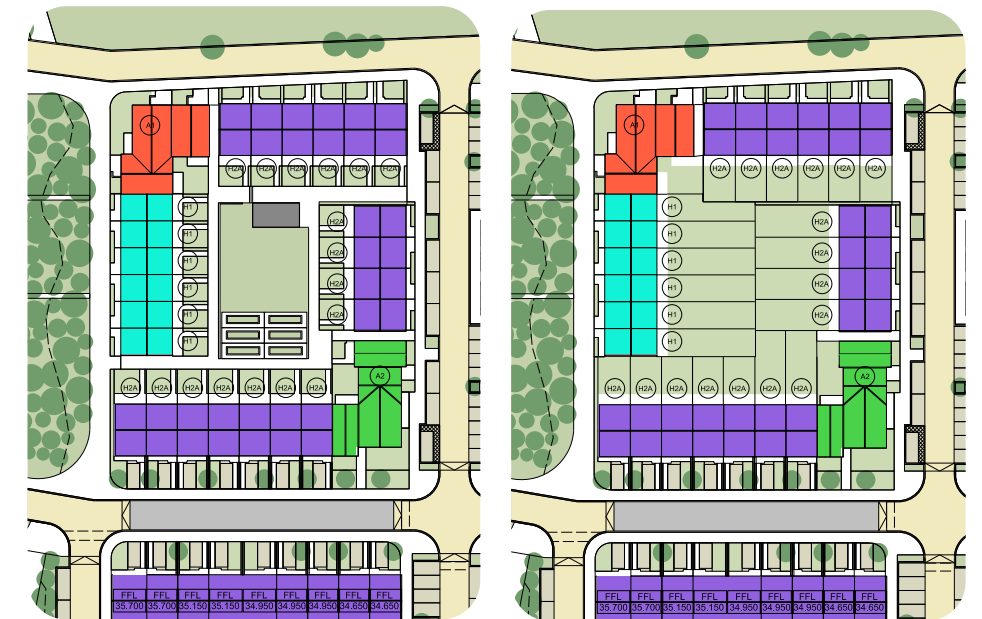 A1
H2A H2A H2A H2A H2A H2A
H1
H2A
H1
H2A
H1
H2A
H1
H2A
H1
H1
A2
H2A H2A H2A H2A H2A H2A H2A
FFL FFL FFL FFL FFL FFL FFL FFL FFL
35.700 35.700 35.150 35.150 34.950 34.950 34.950 34.650 34.650
A1
H2A H2A H2A H2A H2A H2A
H1
H2A
H1
H2A
H1
H2A
H1
H2A
H1
H1
A2
H2A H2A H2A H2A H2A H2A H2A
FFL FFL FFL FFL FFL FFL FFL FFL FFL
35.700 35.700 35.150 35.150 34.950 34.950 34.950 34.650 34.650